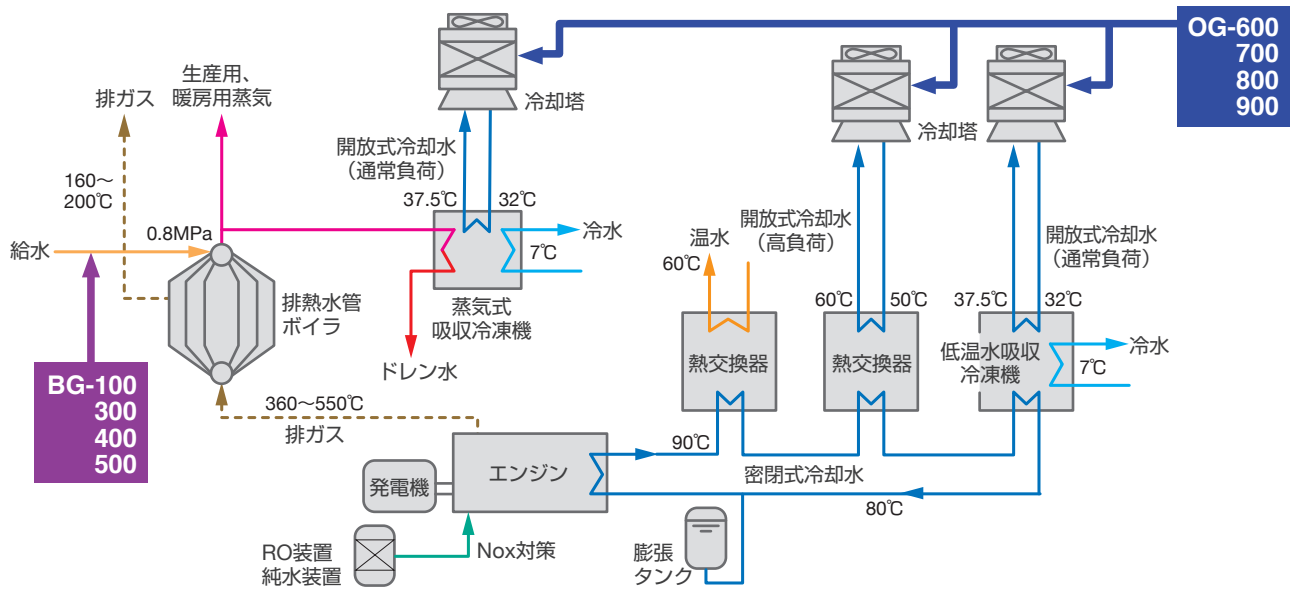 OG-600
700
800
900
生産用、
暖房用蒸気
排ガス
冷却塔
冷却塔
開放式冷却水
（通常負荷）
160〜
200℃
37.5℃
32℃
開放式冷却水
（高負荷）
開放式冷却水
（通常負荷）
給水
0.8MPa
冷水
7℃
温水
60℃
60℃
50℃
37.5℃
32℃
排熱水管
ボイラ
蒸気式
吸収冷凍機
冷水
7℃
熱交換器
熱交換器
低温水吸収
冷凍機
ドレン水
BG-100
300
400
500
360〜550℃
排ガス
90℃
エンジン
密閉式冷却水
発電機
80℃
RO装置
純水装置
Nox対策
膨張
タンク